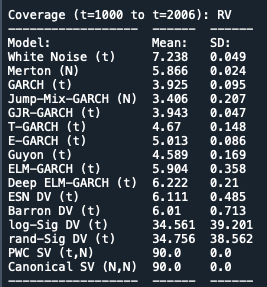 Coverage (t=1000 to t=2006): RV
------------------ ------ ------
Model: Mean: SD:
White Noise (t) 7.238 0.049
Merton (N) 5.866 0.024
GARCH (t) 3.925 0.095
Jump-Mix-GARCH (N) 3.406 0.207
GJR-GARCH (t) 3.943 0.047
T-GARCH (t) 4.67 0.148
E-GARCH (t) 5.013 0.086
Guyon (t) 4.589 0.169
ELM-GARCH (t) 5.904 0.358
Deep ELM-GARCH (t) 6.222 0.21
ESN DV (t) 6.111 0.485
Barron DV (t) 6.01 0.713
log-Sig DV (t) 34.561 39.201
rand-Sig DV (t) 34.756 38.562
PWC SV (t,N) 90.0 0.0
Canonical SV (N,N) 90.0 0.0
------------------ ------ ------